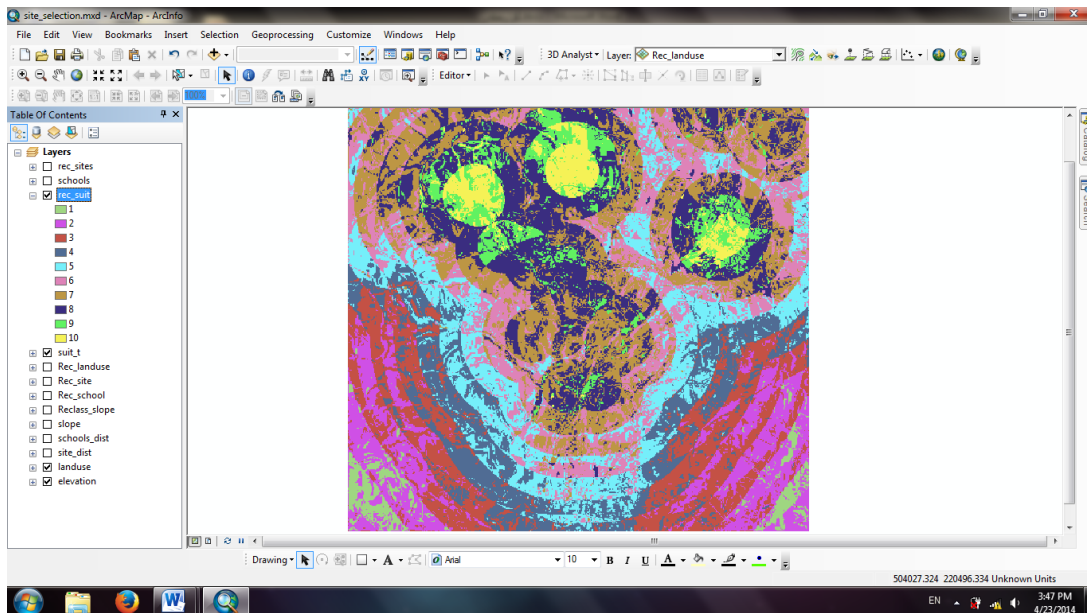 site_selection.mxd - ArcMap - ArcInfo
File Edit View Bookmarks Insert Selection Geoprocessing Customize Windows Help
3D Analyst Layer: Rec_landuse
Editor
100%
Table Of Contents
Layers
rec_sites
schools
rec_suit
1
2
3
4
5
6
7
8
9
10
suit_t
Rec_landuse
Rec_site
Rec_school
Reclass_slope
slope
schools_dist
site_dist
landuse
elevation
Drawing A Arial 10 B I U A
504027.324 220496.334 Unknown Units
EN 3:47 PM
4/23/2014